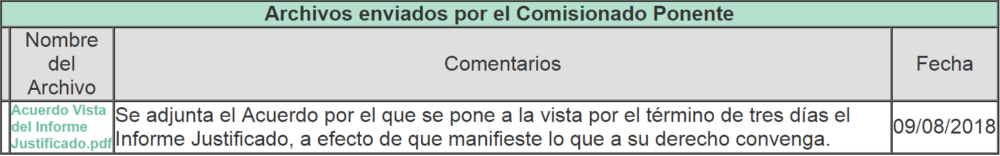 Archivos enviados por el Comisionado Ponente
Nombre
del
Archivo
Comentarios
Fecha
Acuerdo Vista
del Informe
Justificado.pdf
Se adjunta el Acuerdo por el que se pone a la vista por el término de tres días el
Informe Justificado, a efecto de que manifieste lo que a su derecho convenga.
09/08/2018